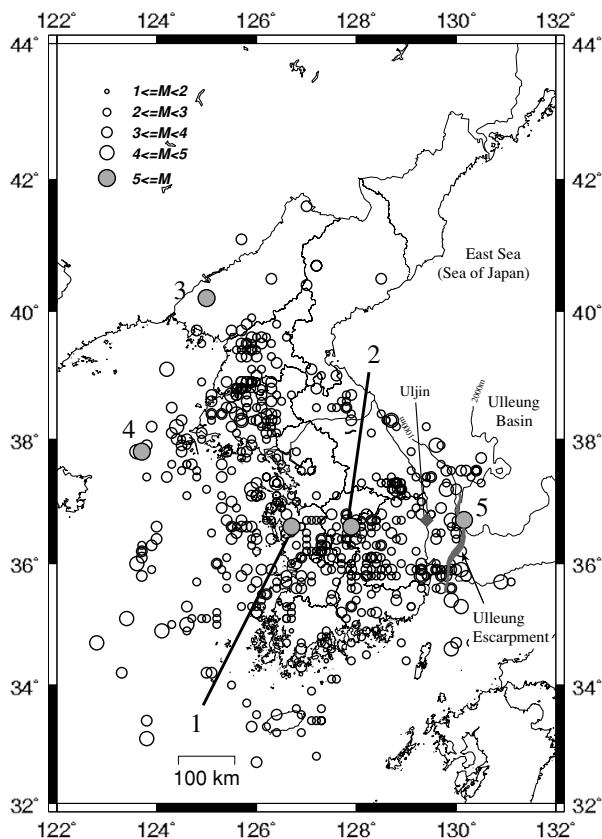 122° 124° 126° 128° 130° 132°
44° 44°
1<=M<2
2<=M<3
3<=M<4
4<=M<5
5<=M
42° 42°
East Sea
(Sea of Japan)
3
40° 40°
2
2000m
Uljin
1000m
Ulleung
Basin
4
38° 38°
5
36° 36°
Ulleung
Escarpment
34° 34°
1
100 km
32° 32°
122° 124° 126° 128° 130° 132°